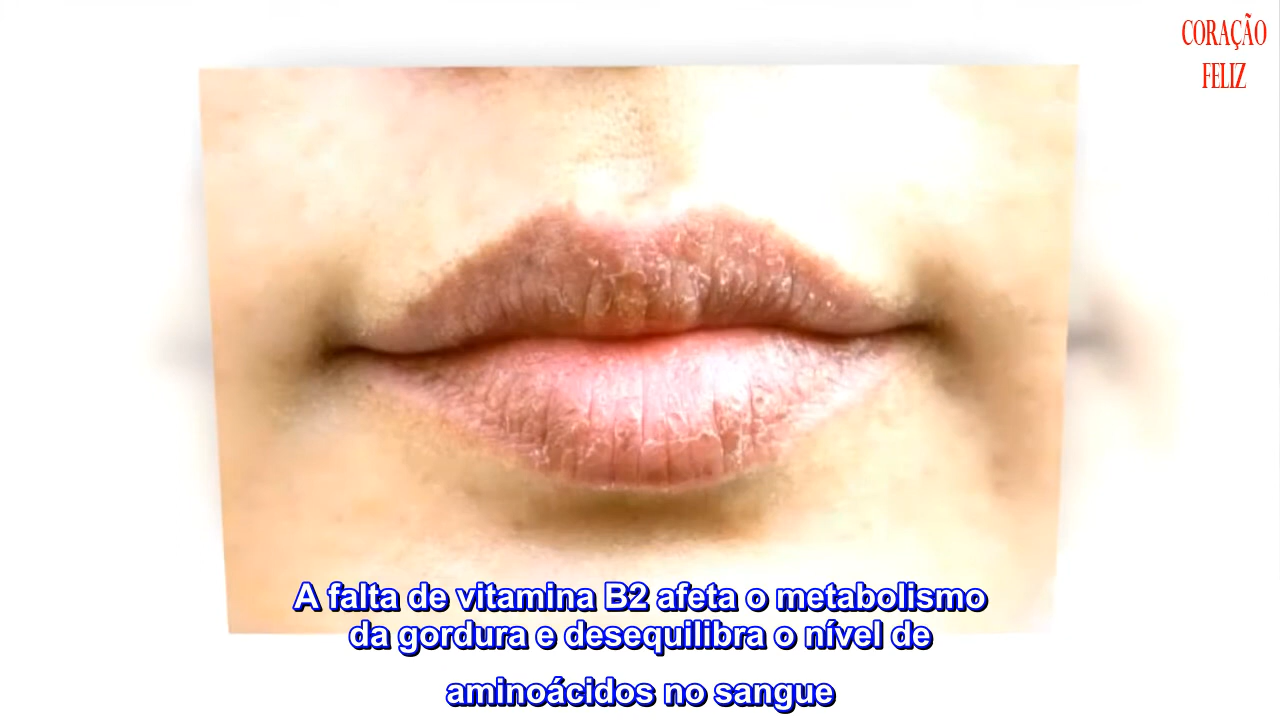 CORAÇÃO
FELIZ
A falta de vitamina B2 afeta o metabolismo
da gordura e desequilibra o nível de
aminoácidos no sangue